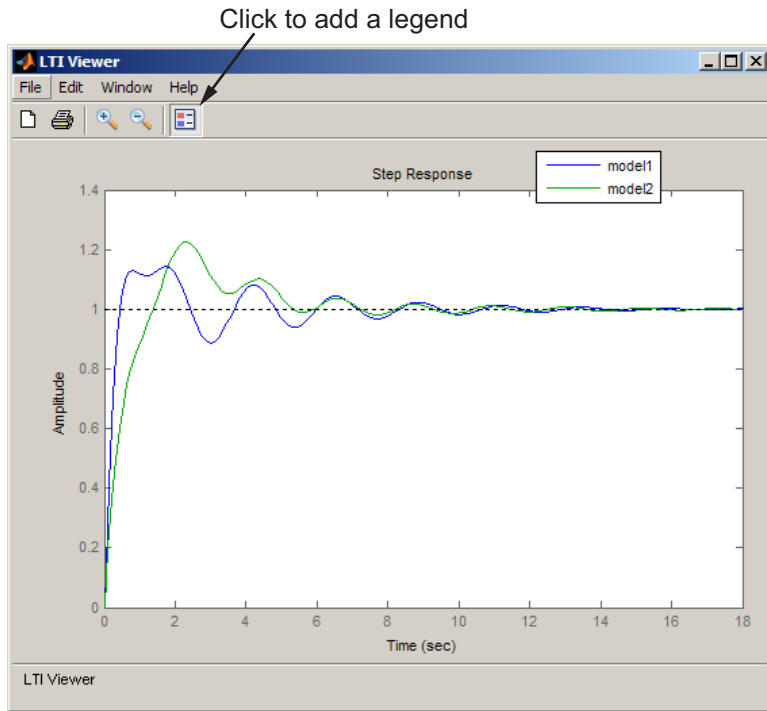 Click to add a legend
LTI Viewer
File Edit Window Help
Step Response
model1
model2
1.4
1.2
1
0.8
0.6
0.4
0.2
0
Amplitude
0 2 4 6 8 10 12 14 16 18
Time (sec)
LTI Viewer